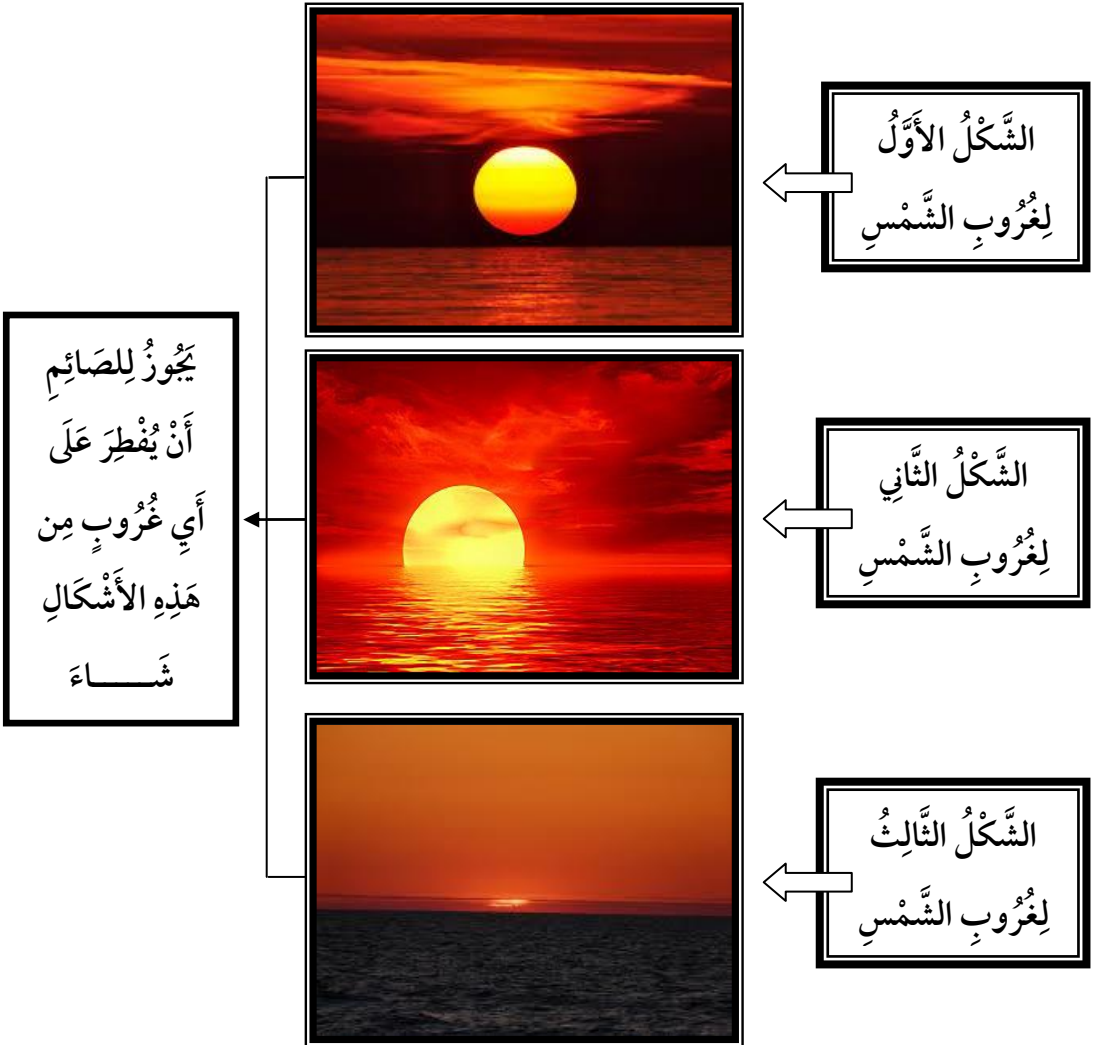 الشَّكْلُ الأَوَّلُ
لِغُرُوبِ الشَّمْسِ
الشَّكْلُ الثَّانِي
لِغُرُوبِ الشَّمْسِ
الشَّكْلُ الثَّالِثُ
لِغُرُوبِ الشَّمْسِ
يَجُوزُ لِلصَائِمِ
أَنْ يُفْطِرَ عَلَى
أَيِ غُرُوبٍ مِن
هَذِهِ الأَشْكَالِ
شَـــــاءَ